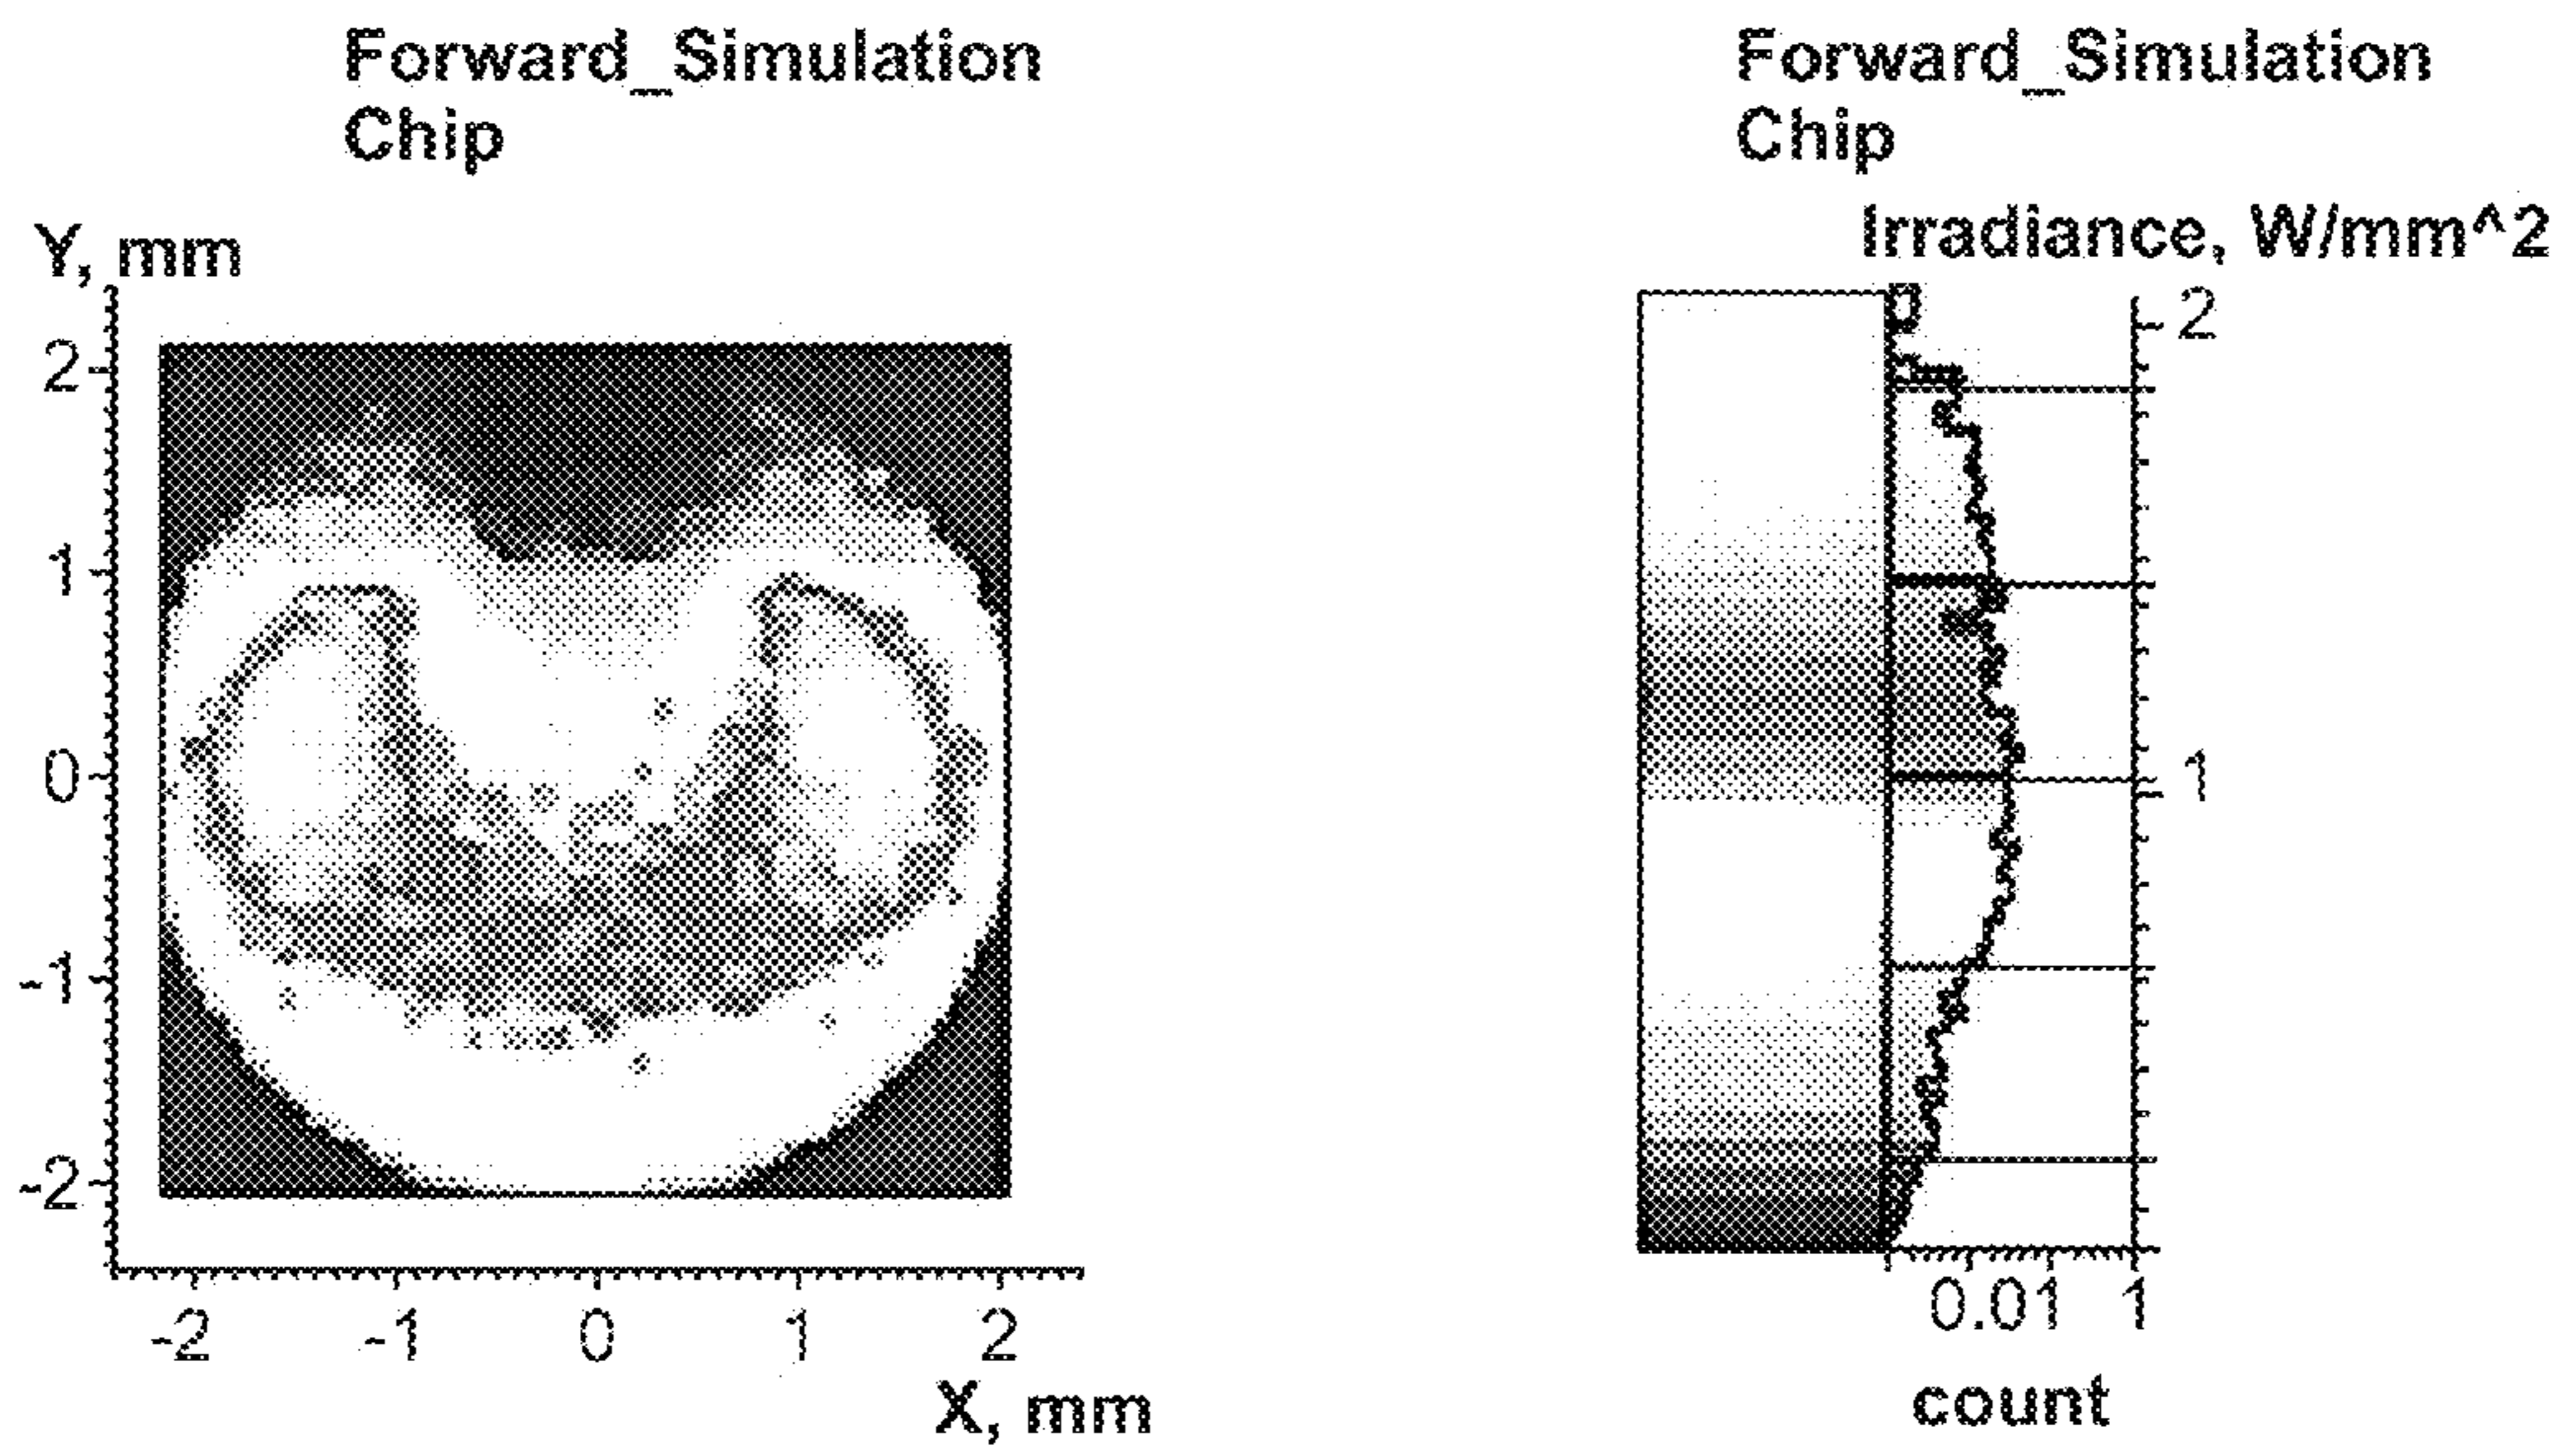 Forward_Simulation
Chip
Y, mm
2
1
0
-1
-2
-2 -1 0 1 2
X, mm
Forward_Simulation
Chip
Irradiance, W/mm^2
2
1
0.01 1
count